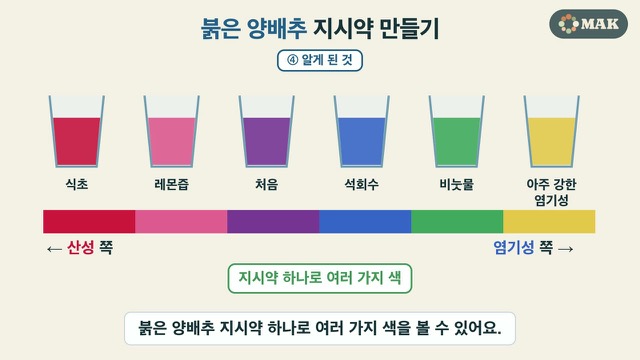 붉은 양배추 지시약 만들기
MAK
④ 알게 된 것
식초
레몬즙
처음
석회수
비눗물
아주 강한
염기성
← 산성 쪽
염기성 쪽 →
지시약 하나로 여러 가지 색
붉은 양배추 지시약 하나로 여러 가지 색을 볼 수 있어요.